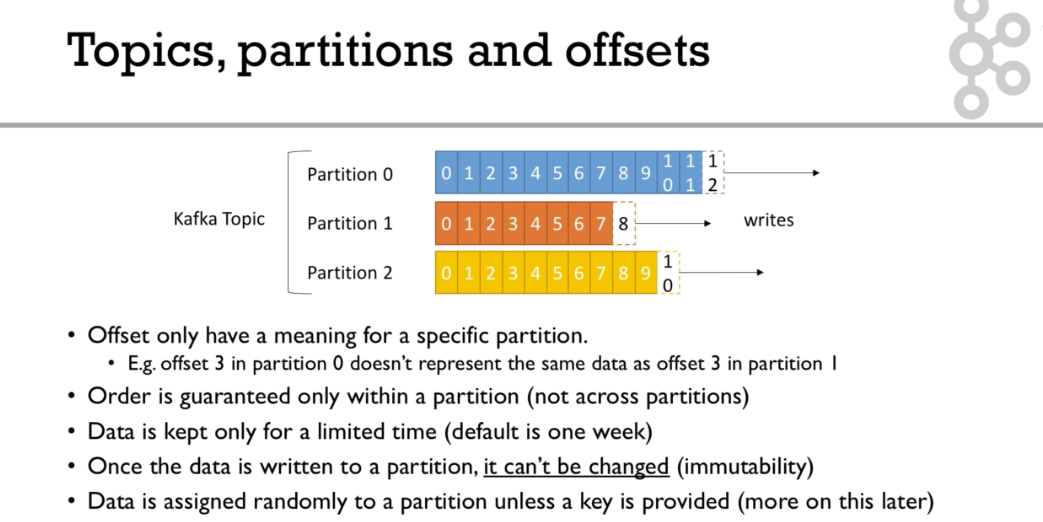 Topics, partitions and offsets
Kafka Topic
Partition 0
0 1 2 3 4 5 6 7 8 9 10 11 12
Partition 1
0 1 2 3 4 5 6 7 8
writes
Partition 2
0 1 2 3 4 5 6 7 8 9 10
• Offset only have a meaning for a specific partition.
• E.g. offset 3 in partition 0 doesn't represent the same data as offset 3 in partition 1
• Order is guaranteed only within a partition (not across partitions)
• Data is kept only for a limited time (default is one week)
• Once the data is written to a partition, it can't be changed (immutability)
• Data is assigned randomly to a partition unless a key is provided (more on this later)